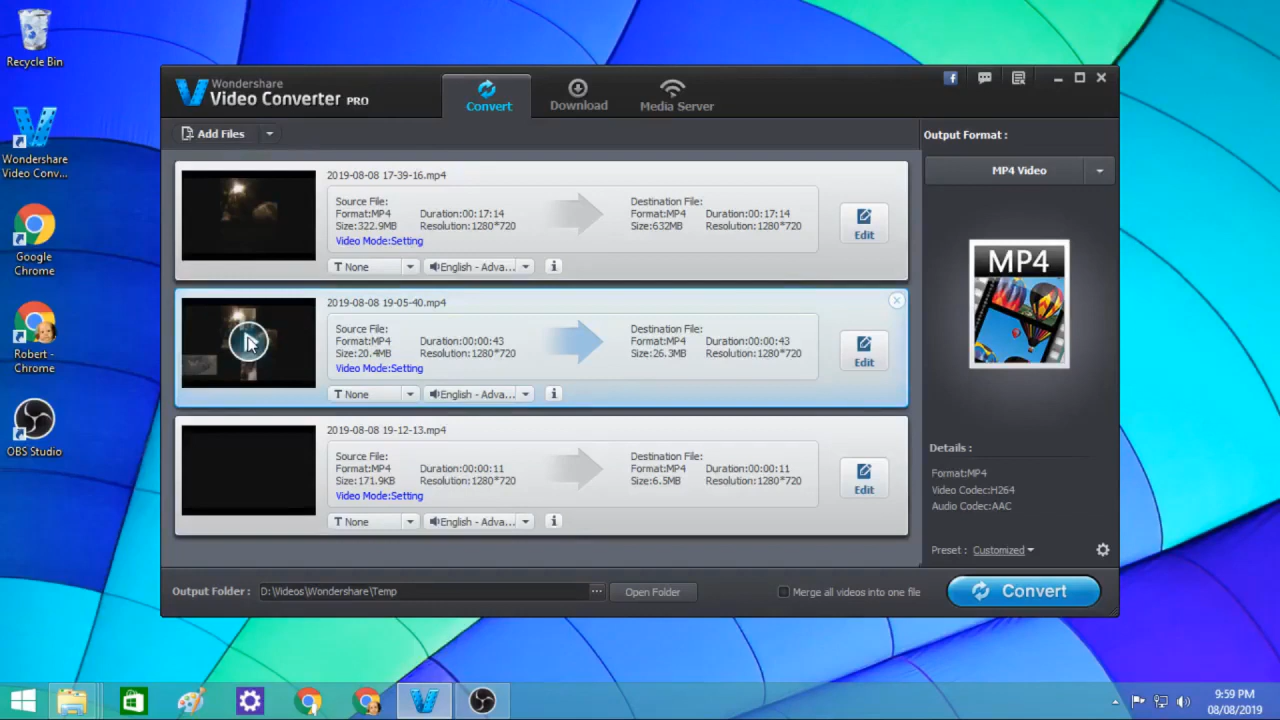 Recycle Bin
Wondershare
Video Conv...
Google
Chrome
Robert -
Chrome
OBS Studio
Wondershare
Video Converter PRO
Convert
Download
Media Server
Add Files
Output Format :
MP4 Video
2019-08-08 17-39-16.mp4
Source File:
Format:MP4 Duration:00:17:14
Size:322.9MB Resolution:1280*720
Video Mode:Setting
Destination File:
Format:MP4 Duration:00:17:14
Size:632MB Resolution:1280*720
Edit
T None
English - Adva...
2019-08-08 19-05-40.mp4
Source File:
Format:MP4 Duration:00:00:43
Size:20.4MB Resolution:1280*720
Video Mode:Setting
Destination File:
Format:MP4 Duration:00:00:43
Size:26.3MB Resolution:1280*720
Edit
T None
English - Adva...
2019-08-08 19-12-13.mp4
Source File:
Format:MP4 Duration:00:00:11
Size:171.9KB Resolution:1280*720
Video Mode:Setting
Destination File:
Format:MP4 Duration:00:00:11
Size:6.5MB Resolution:1280*720
Edit
T None
English - Adva...
MP4
Details :
Format:MP4
Video Codec:H264
Audio Codec:AAC
Preset : Customized
Output Folder : D:\Videos\Wondershare\Temp
...
Open Folder
Merge all videos into one file
Convert
9:59 PM
08/08/2019